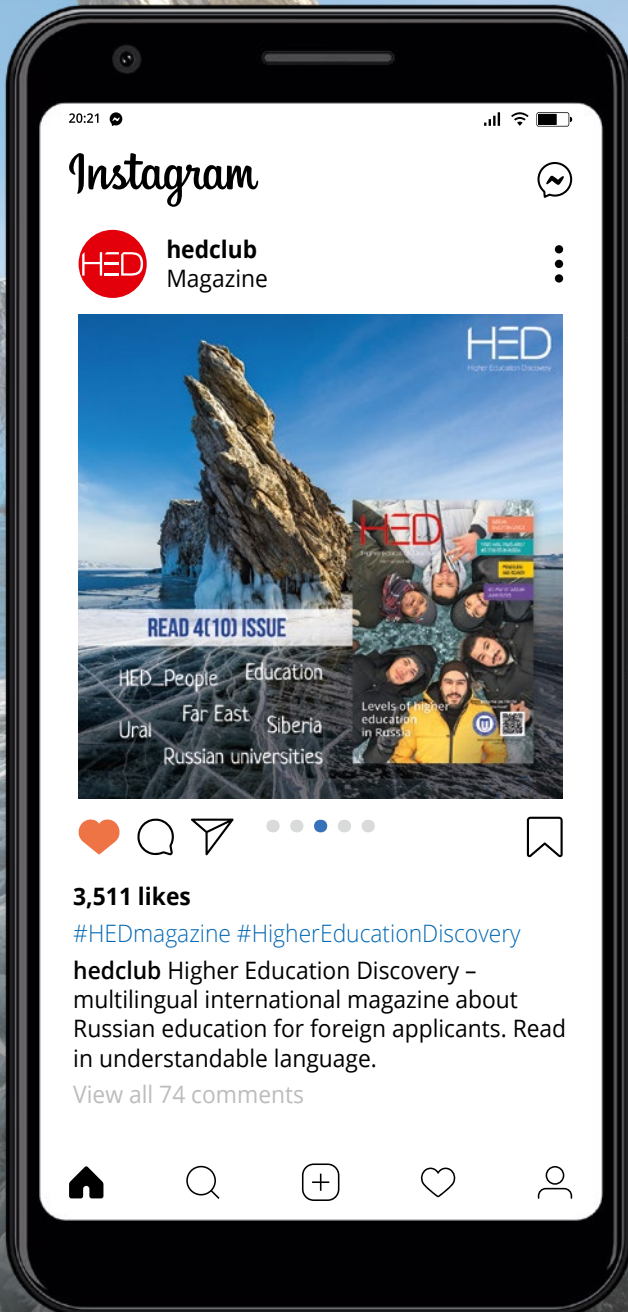 20:21
Instagram
HED
hedclub
Magazine
HED
Higher Education Discovery
HED
READ 4(10) ISSUE
HED_People Education
Ural Far East Siberia
Russian universities
Levels of higher
education
in Russia
3,511 likes
#HEDmagazine #HigherEducationDiscovery
hedclub Higher Education Discovery –
multilingual international magazine about
Russian education for foreign applicants. Read
in understandable language.
View all 74 comments